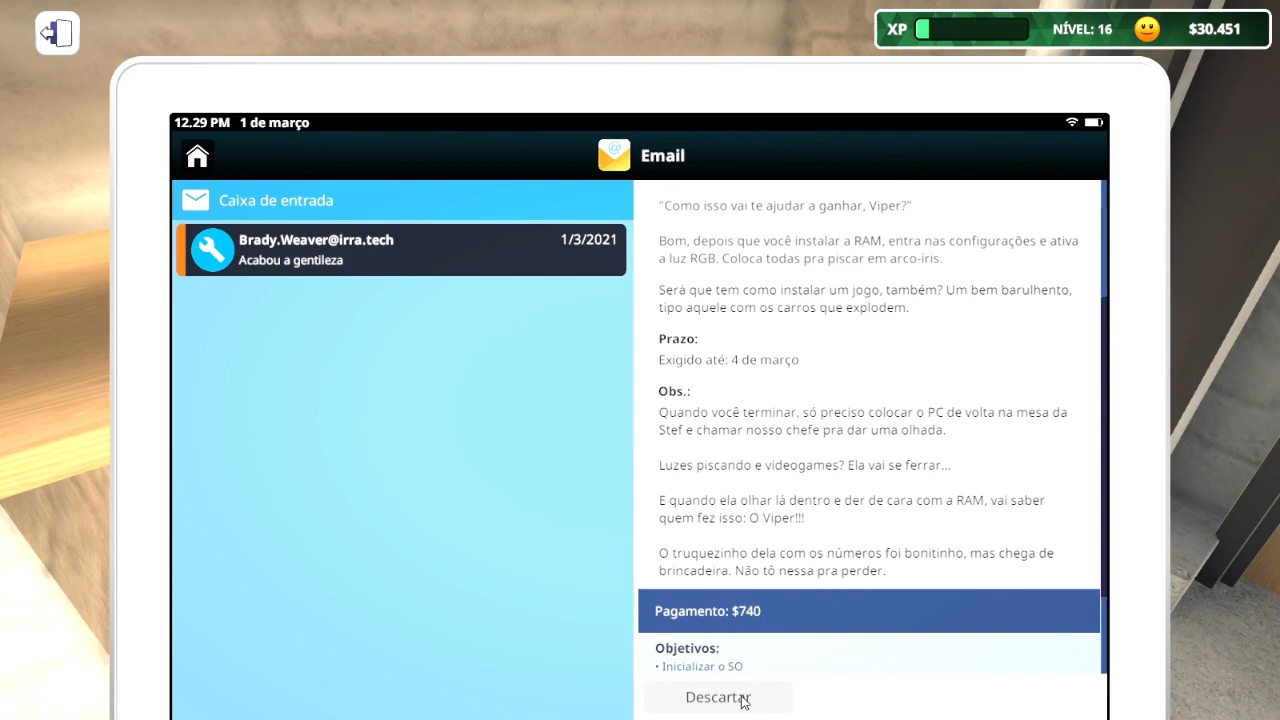 XP
NÍVEL: 16
$30.451
12.29 PM 1 de março
Email
Caixa de entrada
Brady.Weaver@irra.tech
1/3/2021
Acabou a gentileza
"Como isso vai te ajudar a ganhar, Viper?"
Bom, depois que você instalar a RAM, entra nas configurações e ativa
a luz RGB. Coloca todas pra piscar em arco-íris.
Será que tem como instalar um jogo, também? Um bem barulhento,
tipo aquele com os carros que explodem.
Prazo:
Exigido até: 4 de março
Obs.:
Quando você terminar, só preciso colocar o PC de volta na mesa da
Stef e chamar nosso chefe pra dar uma olhada.
Luzes piscando e videogames? Ela vai se ferrar...
E quando ela olhar lá dentro e der de cara com a RAM, vai saber
quem fez isso: O Viper!!!
O truquezinho dela com os números foi bonitinho, mas chega de
brincadeira. Não tô nessa pra perder.
Pagamento: $740
Objetivos:
• Inicializar o SO
Descartar